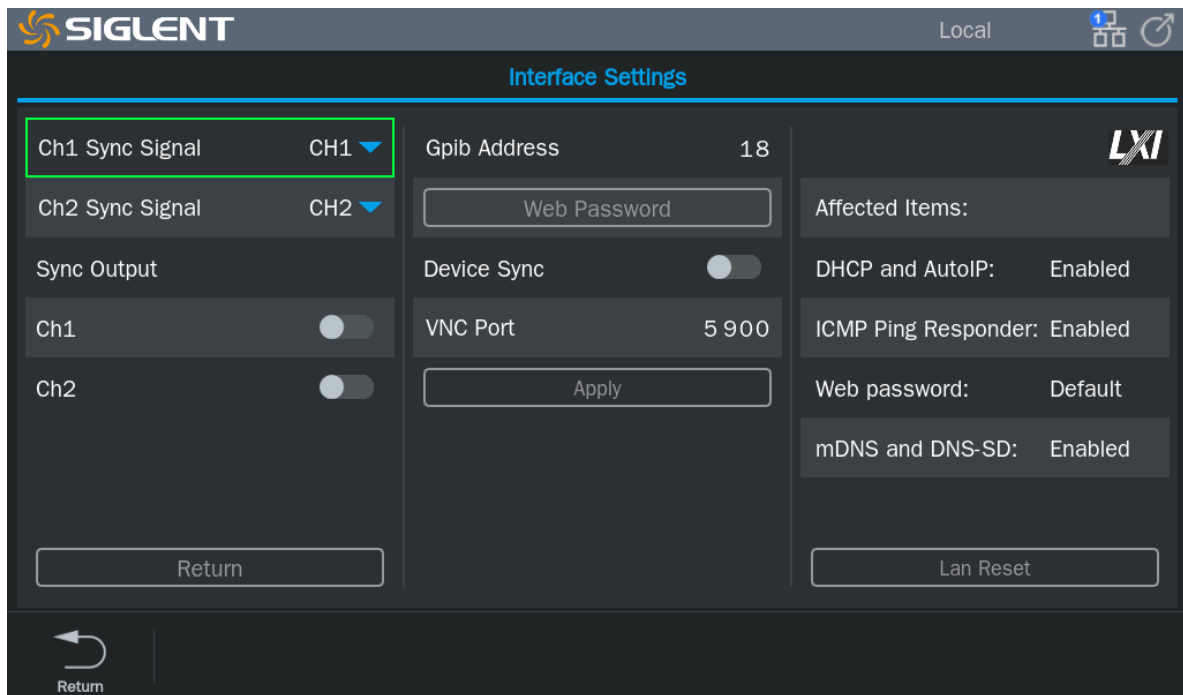 SIGLENT
Local
1
Interface Settings
Ch1 Sync Signal CH1
Ch2 Sync Signal CH2
Sync Output
Ch1
Ch2
Return
Gpib Address 18
Web Password
Device Sync
VNC Port 5900
Apply
LXI
Affected Items:
DHCP and AutoIP: Enabled
ICMP Ping Responder: Enabled
Web password: Default
mDNS and DNS-SD: Enabled
Lan Reset
Return